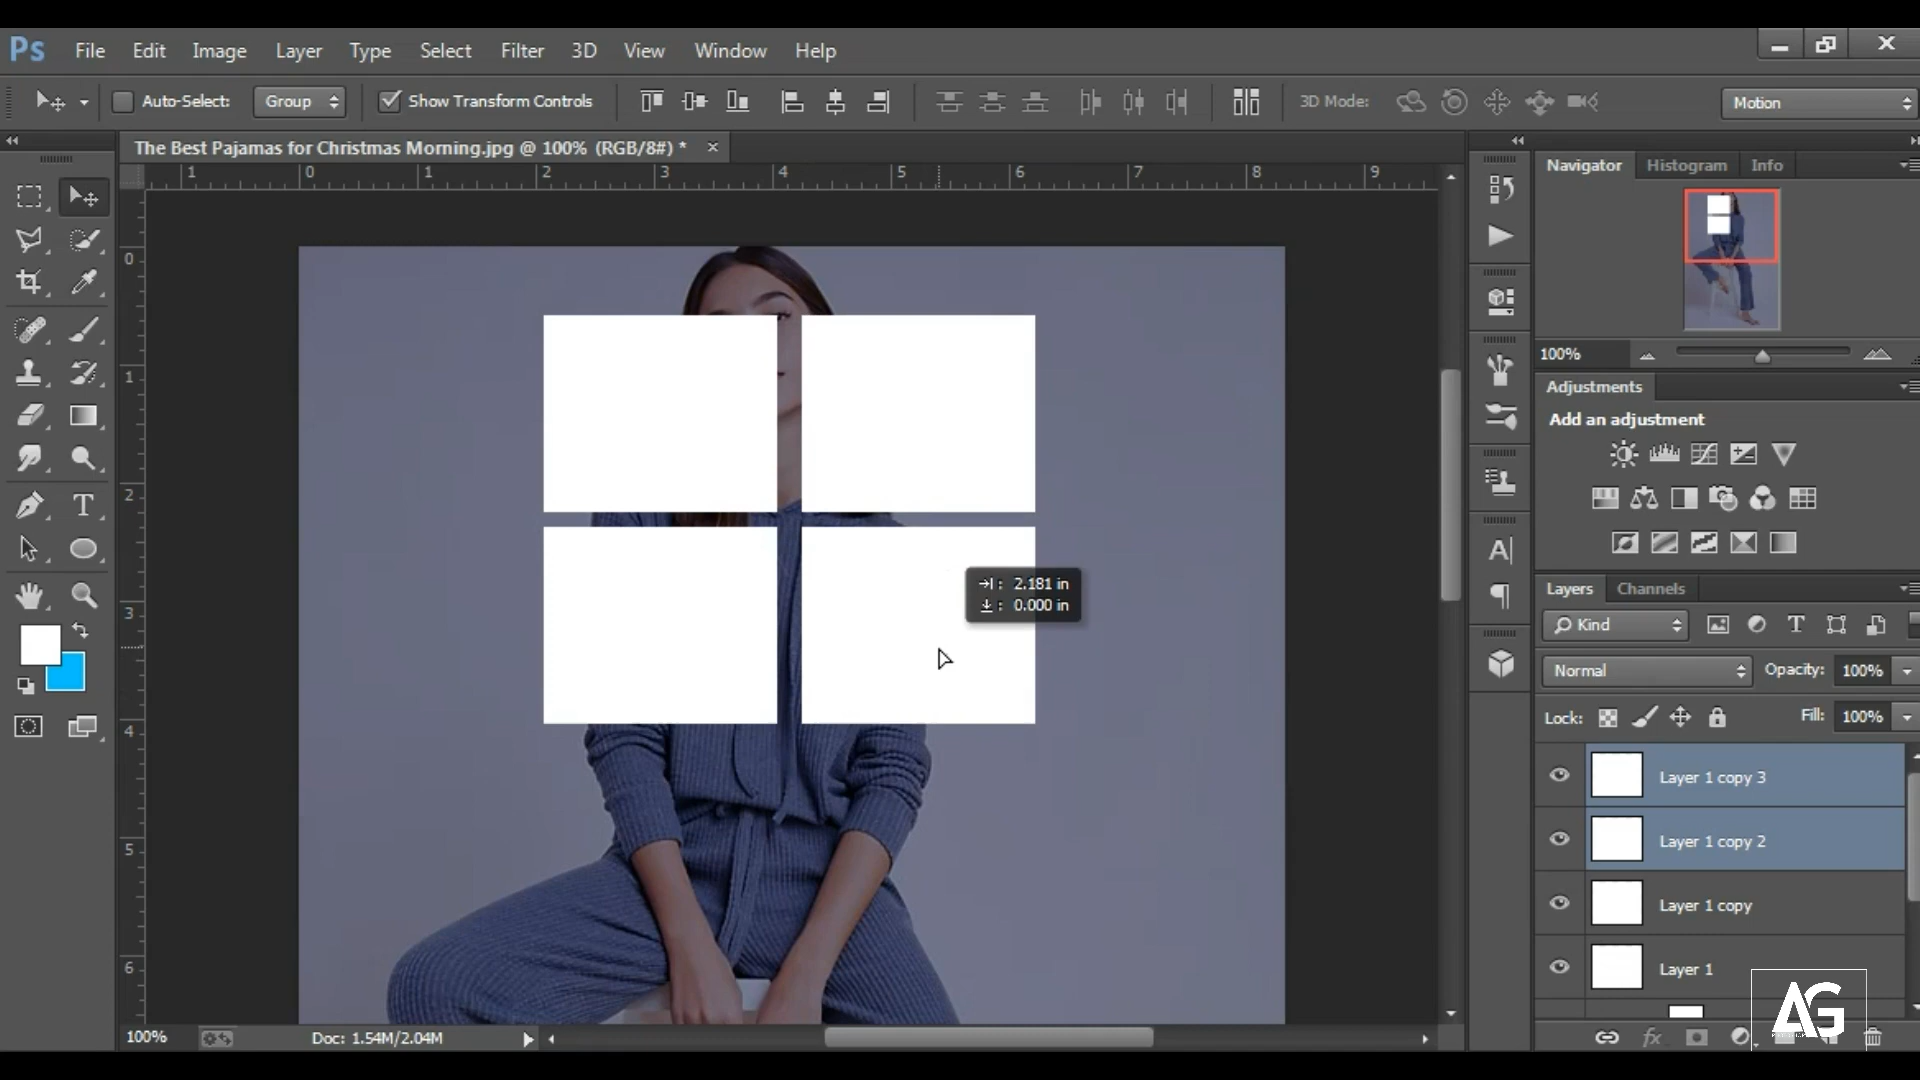 Ps File Edit Image Layer Type Select Filter 3D View Window Help
Auto-Select: Group Show Transform Controls 3D Mode: Motion
The Best Pajamas for Christmas Morning.jpg @ 100% (RGB/8#) * ×
1 0 1 2 3 4 5 6 7 8 9
0
1
2
3
4
5
6
Navigator Histogram Info
100%
Adjustments
Add an adjustment
Layers Channels
Kind
Normal Opacity: 100%
Lock: Fill: 100%
Layer 1 copy 3
Layer 1 copy 2
Layer 1 copy
Layer 1
: 2.181 in
: 0.000 in
100% Doc: 1.54M/2.04M
AG